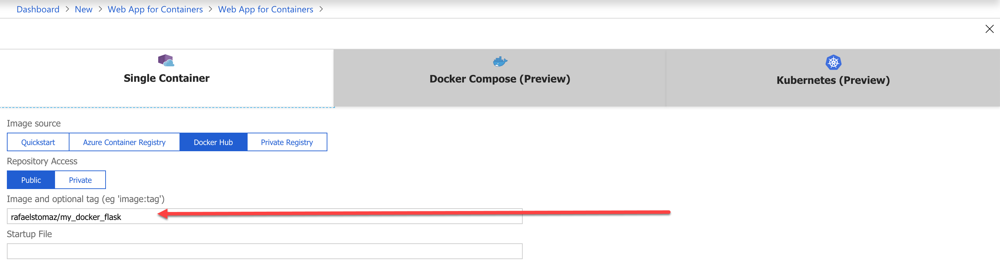 Dashboard > New > Web App for Containers > Web App for Containers >
Single Container
Docker Compose (Preview)
Kubernetes (Preview)
Image source
Quickstart Azure Container Registry Docker Hub Private Registry
Repository Access
Public Private
Image and optional tag (eg 'image:tag')
rafaelstomaz/my_docker_flask
Startup File